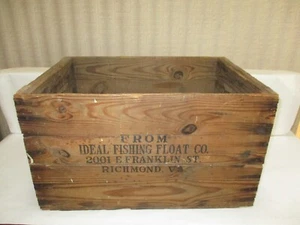 FROM
IDEAL FISHING FLOAT CO.
2001 E. FRANKLIN ST.
RICHMOND, VA.